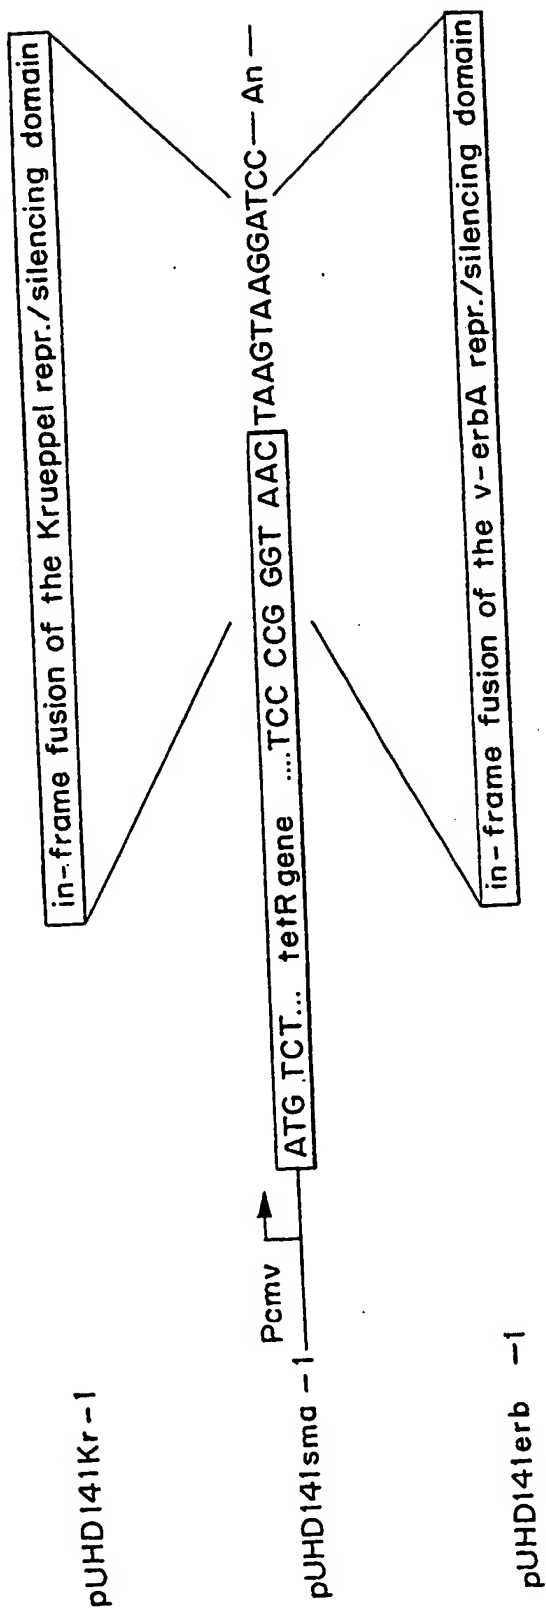 pUHD141Kr-1
in-frame fusion of the Krueppel repr./silencing domain
pUHD141sma-1
Pcmv
ATG TCT... tetR gene ....TCC CCG GGT AAC TAAGTAAGGATCC—An—
pUHD141erb -1
in-frame fusion of the v-erbA repr./silencing domain